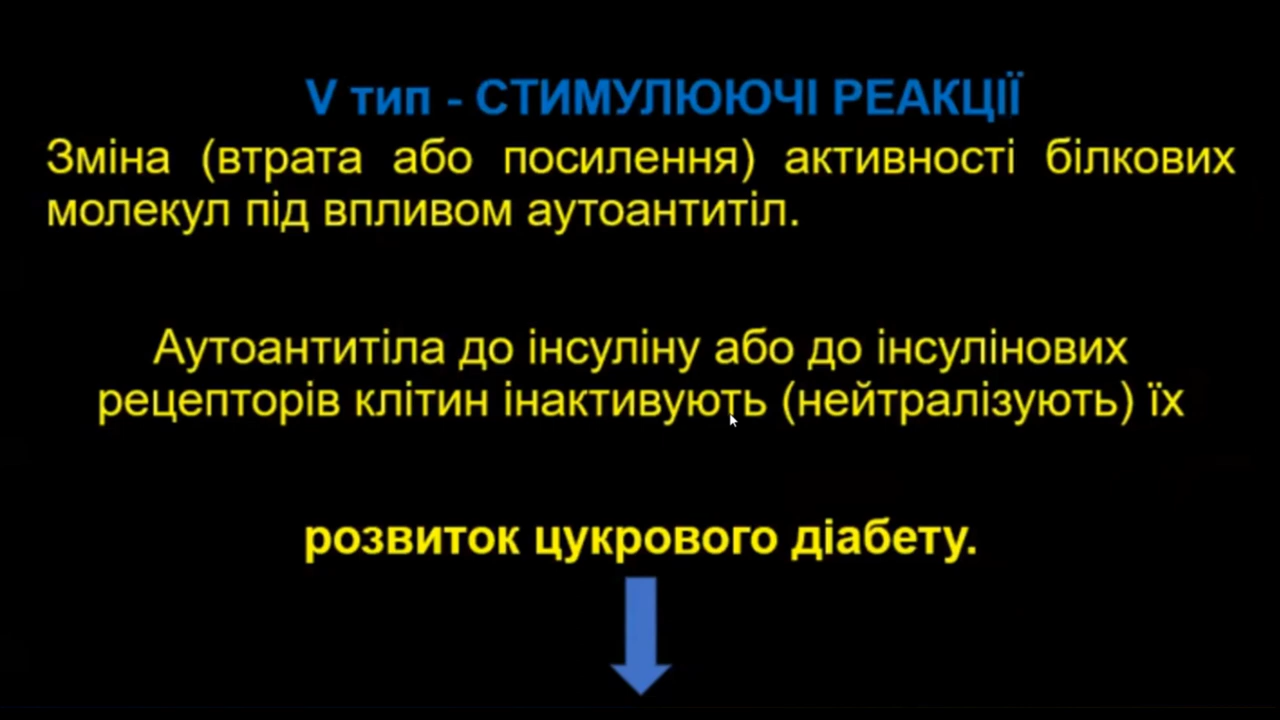 V тип - СТИМУЛЮЮЧІ РЕАКЦІЇ
Зміна (втрата або посилення) активності білкових
молекул під впливом аутоантитіл.
Аутоантитіла до інсуліну або до інсулінових
рецепторів клітин інактивують (нейтралізують) їх
розвиток цукрового діабету.